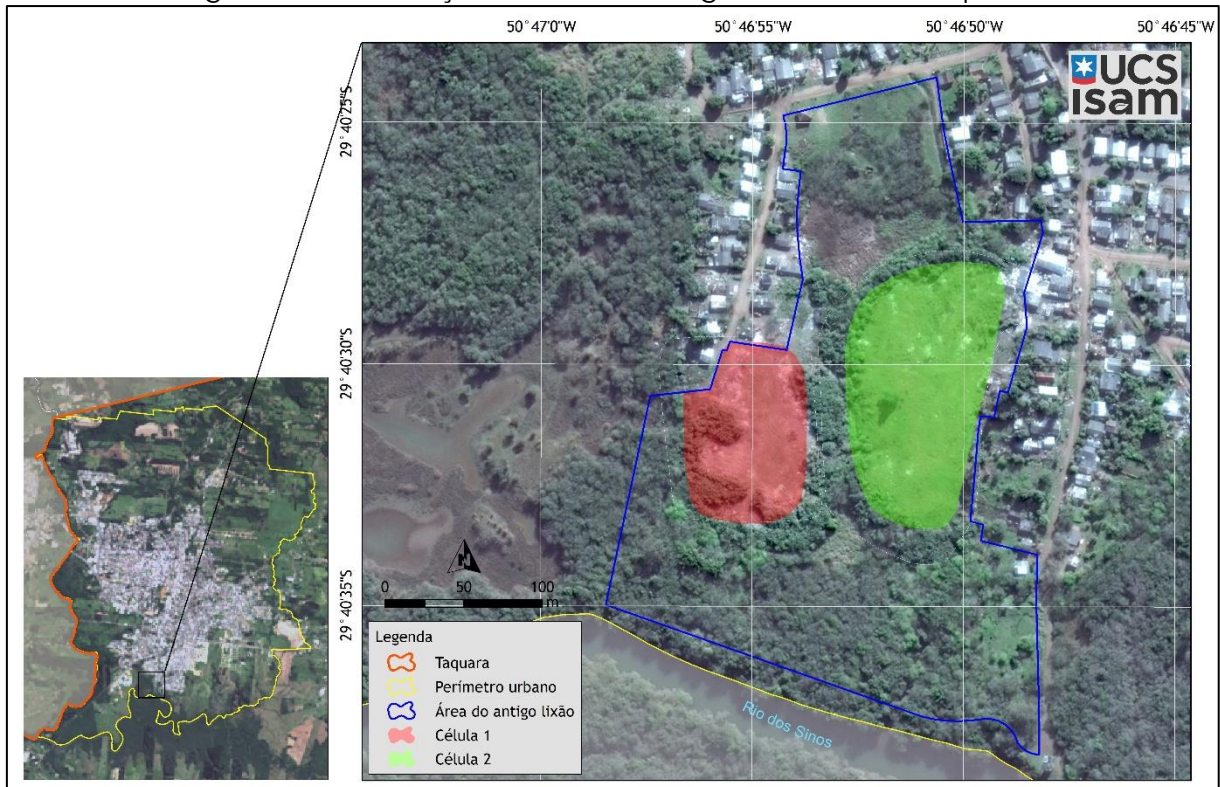 50°47'0"W
50°46'55"W
50°46'50"W
50°46'45"W
UCS
isam
29°40'25"S
29°40'30"S
29°40'35"S
N
0 50 100
m
Legenda
Taquara
Perímetro urbano
Área do antigo lixão
Célula 1
Célula 2
Rio dos Sinos